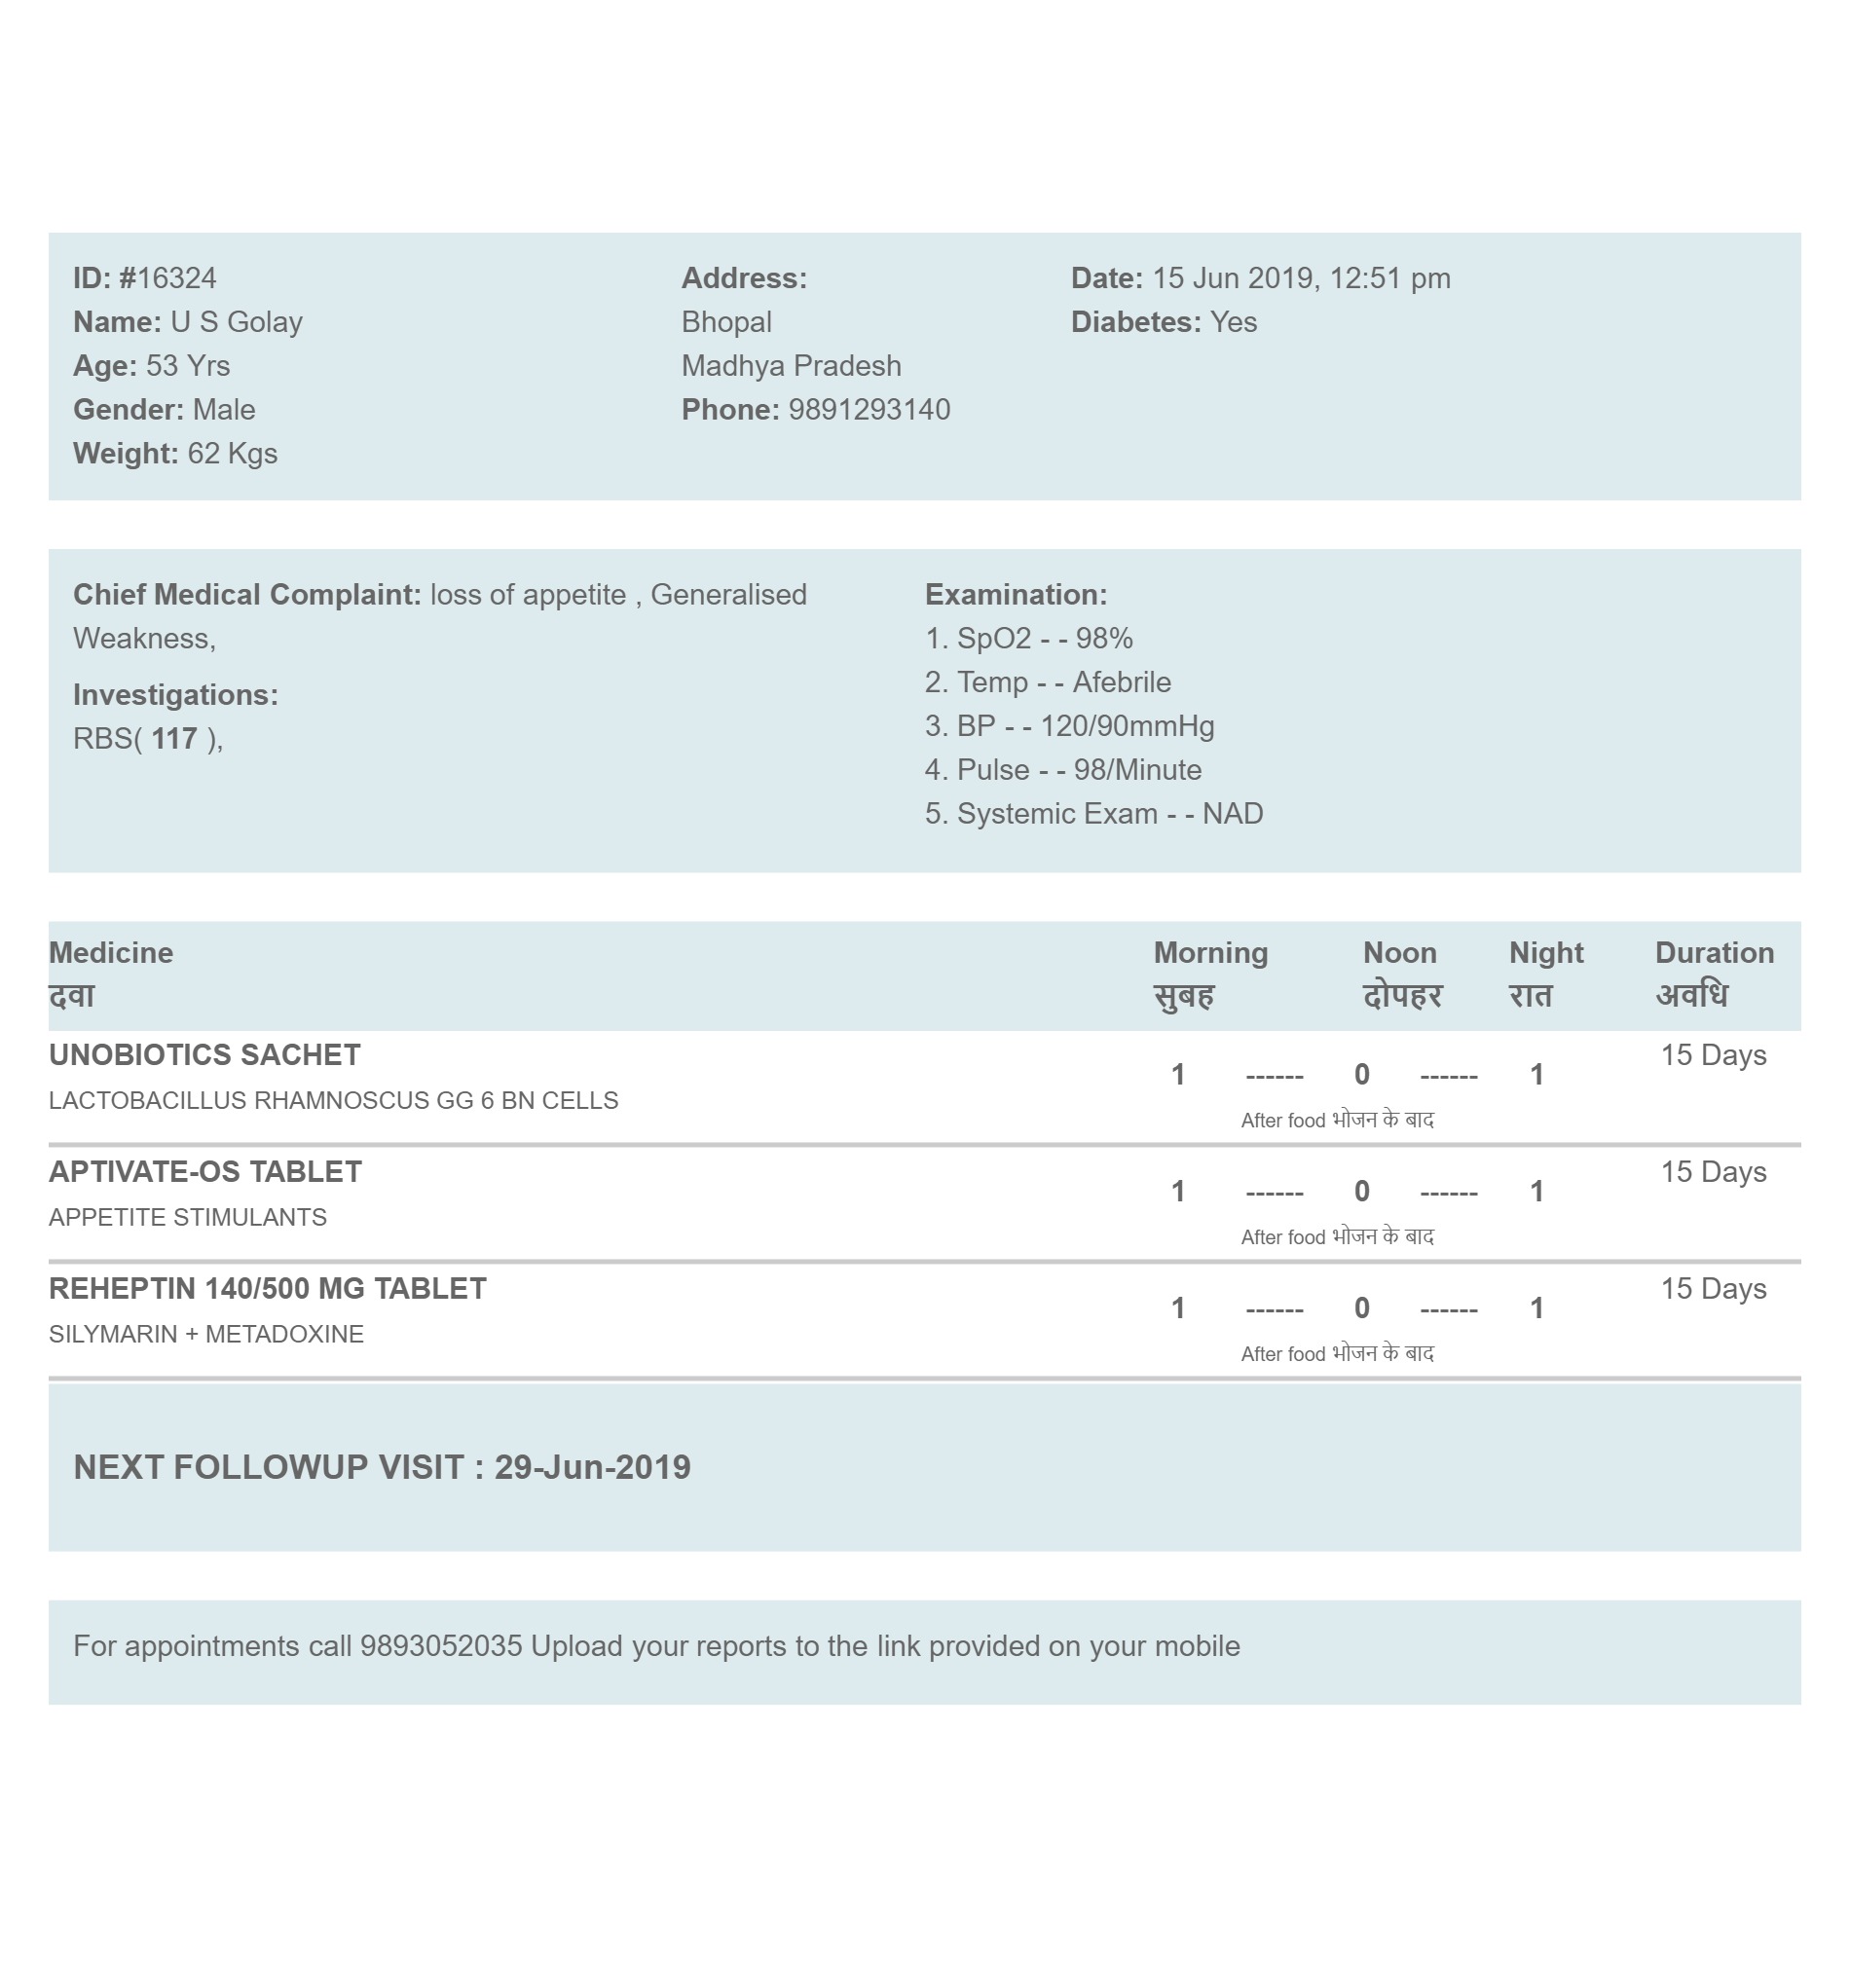 ID: #16324
Name: U S Golay
Age: 53 Yrs
Gender: Male
Weight: 62 Kgs
Address:
Bhopal
Madhya Pradesh
Phone: 9891293140
Date: 15 Jun 2019, 12:51 pm
Diabetes: Yes
Chief Medical Complaint: loss of appetite , Generalised
Weakness,
Investigations:
RBS( 117 ),
Examination:
1. SpO2 - - 98%
2. Temp - - Afebrile
3. BP - - 120/90mmHg
4. Pulse - - 98/Minute
5. Systemic Exam - - NAD
Medicine Morning Noon Night Duration
दवा सुबह दोपहर रात अवधि
UNOBIOTICS SACHET 1 ------ 0 ------ 1 15 Days
LACTOBACILLUS RHAMNOSCUS GG 6 BN CELLS After food भोजन के बाद
APTIVATE-OS TABLET 1 ------ 0 ------ 1 15 Days
APPETITE STIMULANTS After food भोजन के बाद
REHEPTIN 140/500 MG TABLET 1 ------ 0 ------ 1 15 Days
SILYMARIN + METADOXINE After food भोजन के बाद
NEXT FOLLOWUP VISIT : 29-Jun-2019
For appointments call 9893052035 Upload your reports to the link provided on your mobile